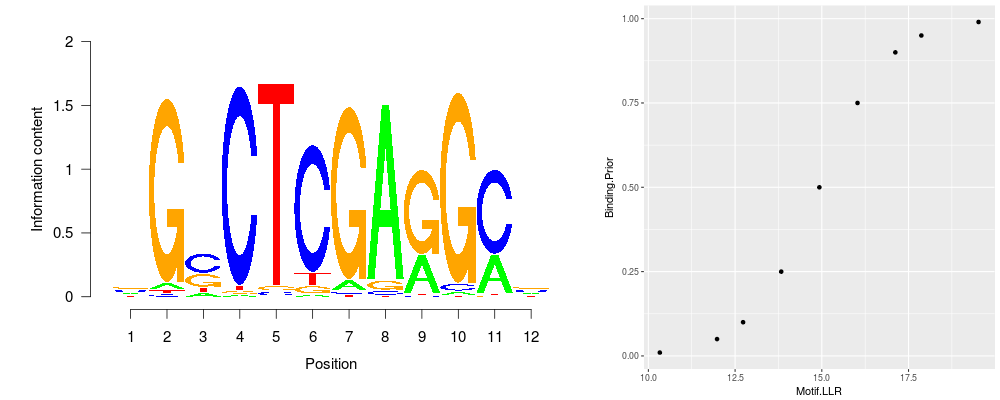 Information content
2
1.5
1
0.5
0
GCCTCGAGGC
GTAA
1 2 3 4 5 6 7 8 9 10 11 12
Position
Binding.Prior
1.00
0.75
0.50
0.25
0.00
10.0 12.5 15.0 17.5
Motif.LLR